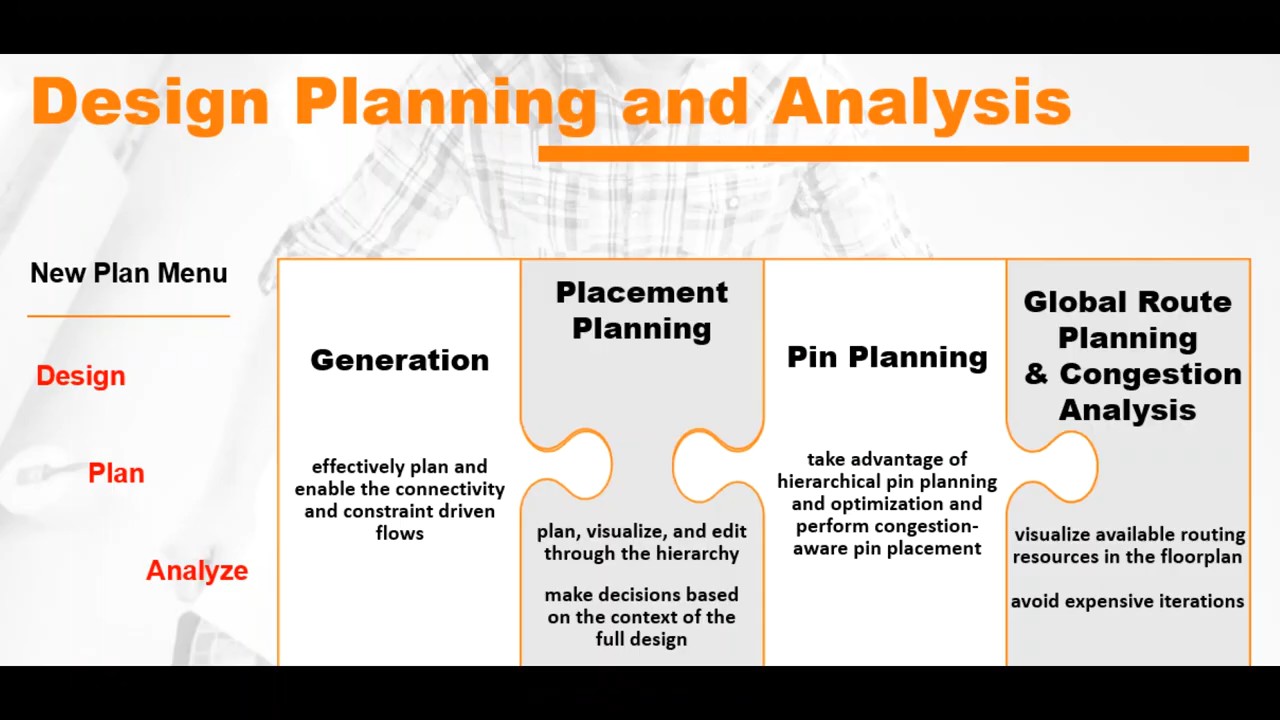 Design Planning and Analysis
New Plan Menu
Design
Plan
Analyze
Generation
effectively plan and
enable the connectivity
and constraint driven
flows
Placement
Planning
plan, visualize, and edit
through the hierarchy
make decisions based
on the context of the
full design
Pin Planning
take advantage of
hierarchical pin planning
and optimization and
perform congestion-
aware pin placement
Global Route
Planning
& Congestion
Analysis
visualize available routing
resources in the floorplan
avoid expensive iterations